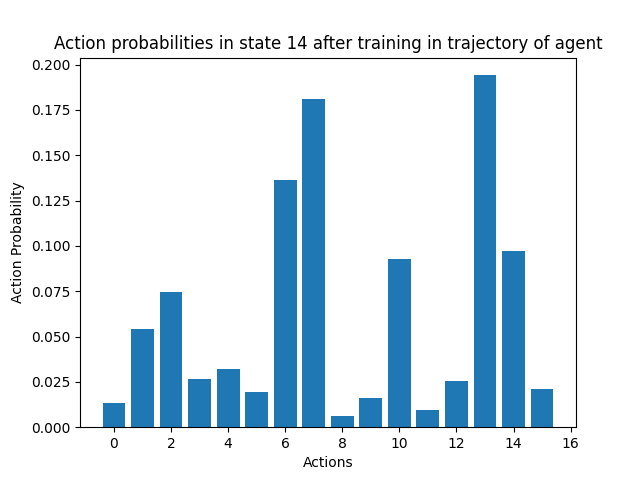 Action probabilities in state 14 after training in trajectory of agent
0.200
0.175
0.150
0.125
0.100
0.075
0.050
0.025
0.000
Action Probability
0 2 4 6 8 10 12 14 16
Actions